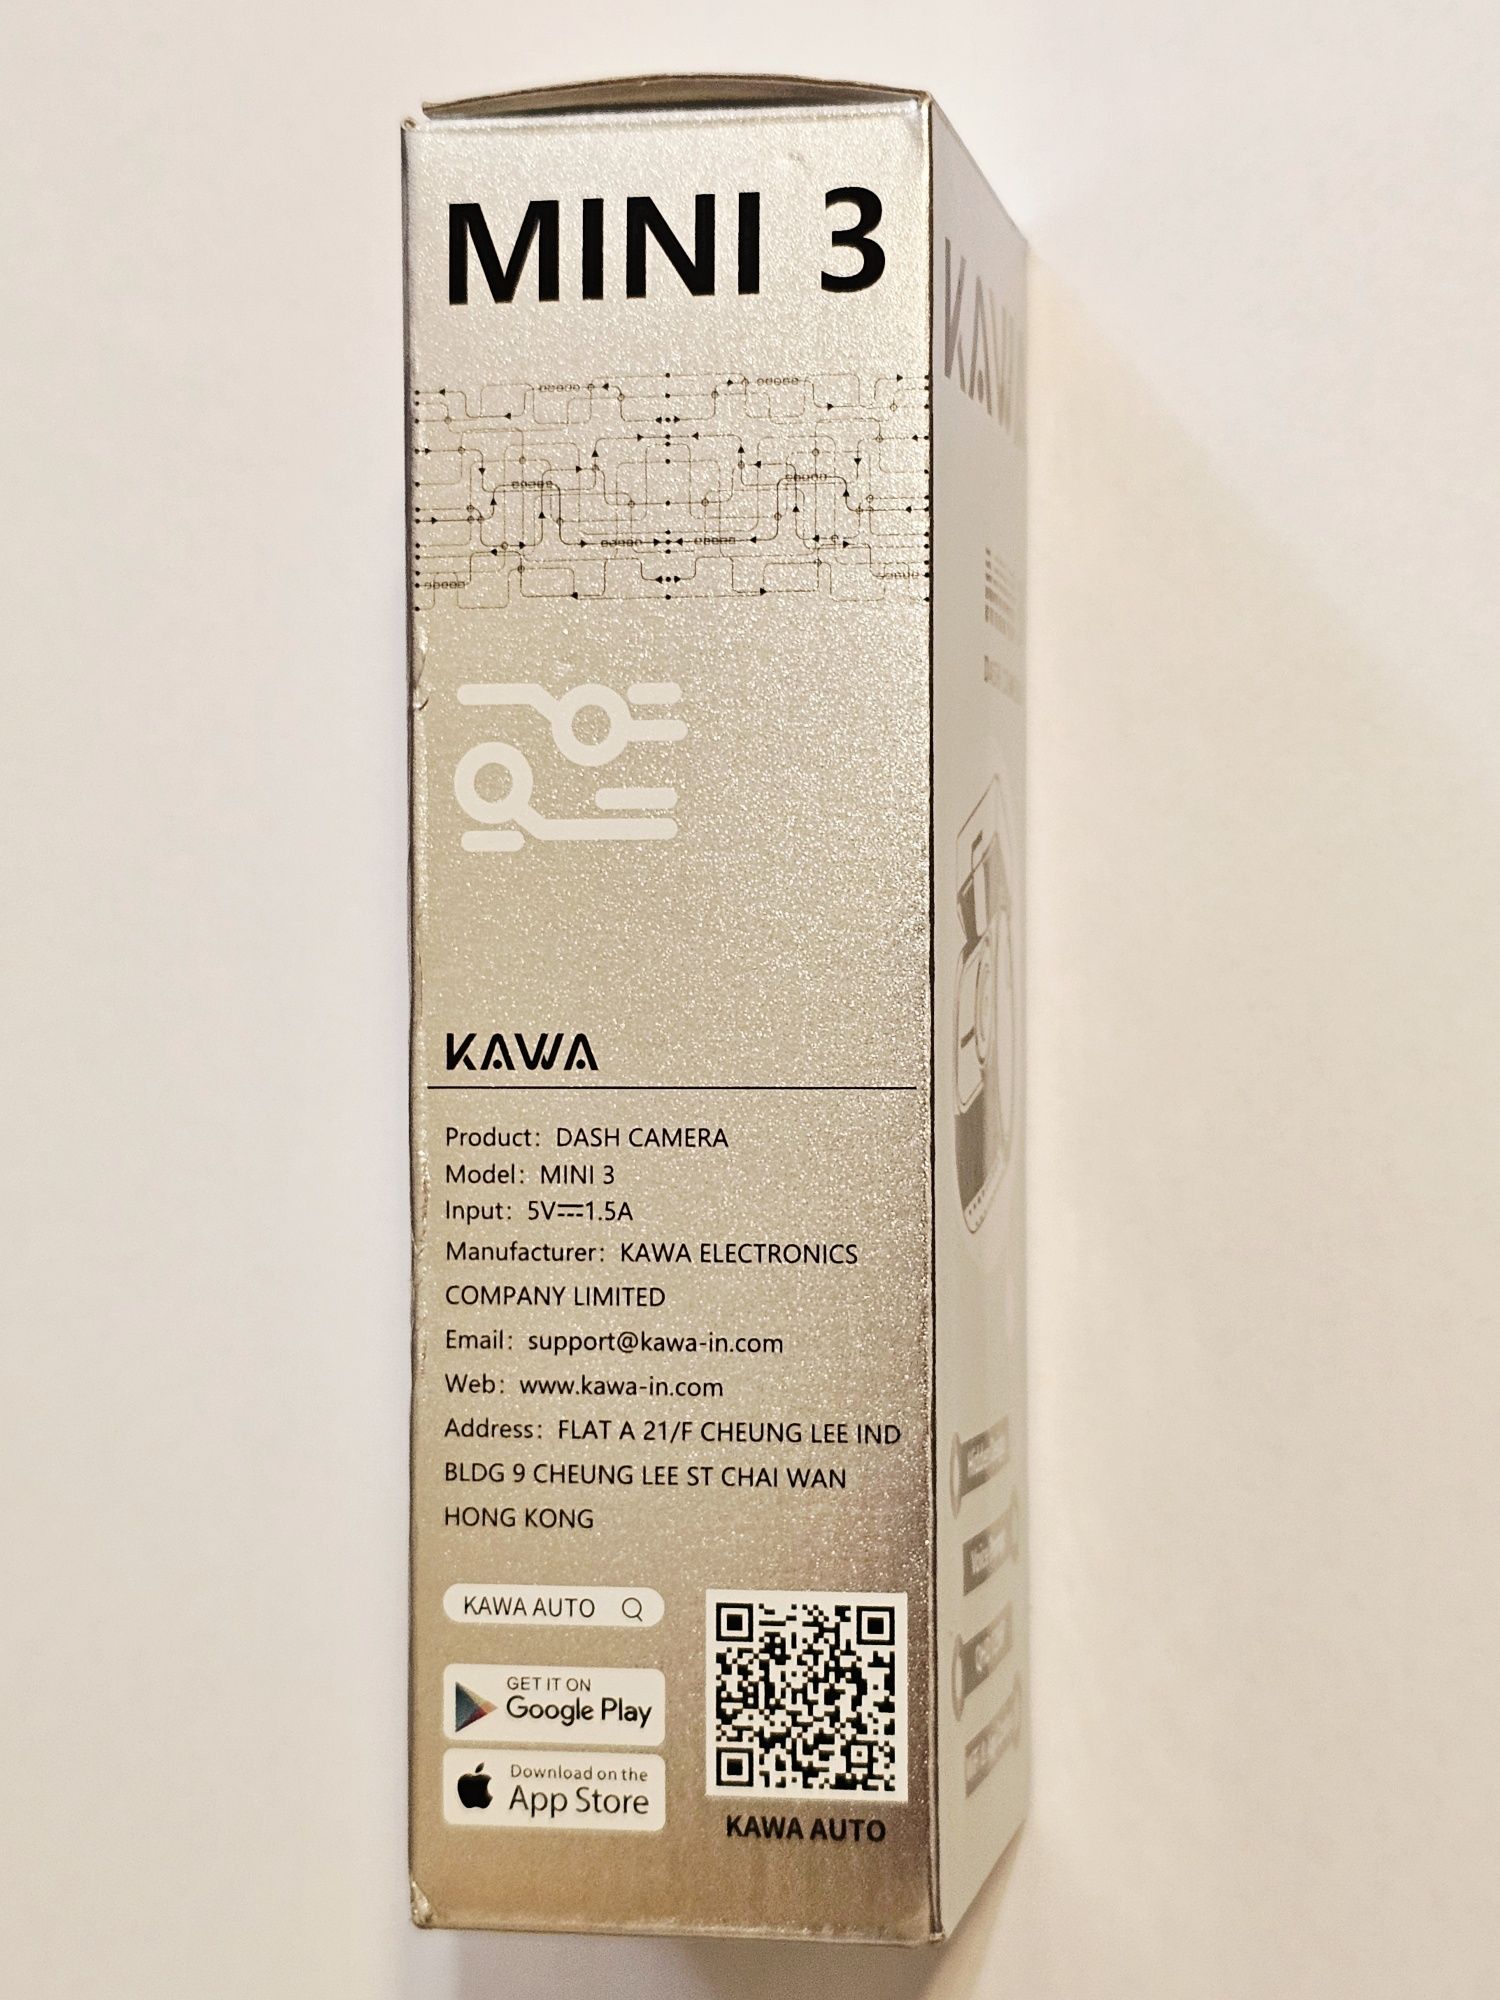 MINI 3
KAWA
Product: DASH CAMERA
Model: MINI 3
Input: 5V⎓1.5A
Manufacturer: KAWA ELECTRONICS
COMPANY LIMITED
Email: support@kawa-in.com
Web: www.kawa-in.com
Address: FLAT A 21/F CHEUNG LEE IND
BLDG 9 CHEUNG LEE ST CHAI WAN
HONG KONG
KAWA AUTO
GET IT ON
Google Play
Download on the
App Store
KAWA AUTO
KAWA